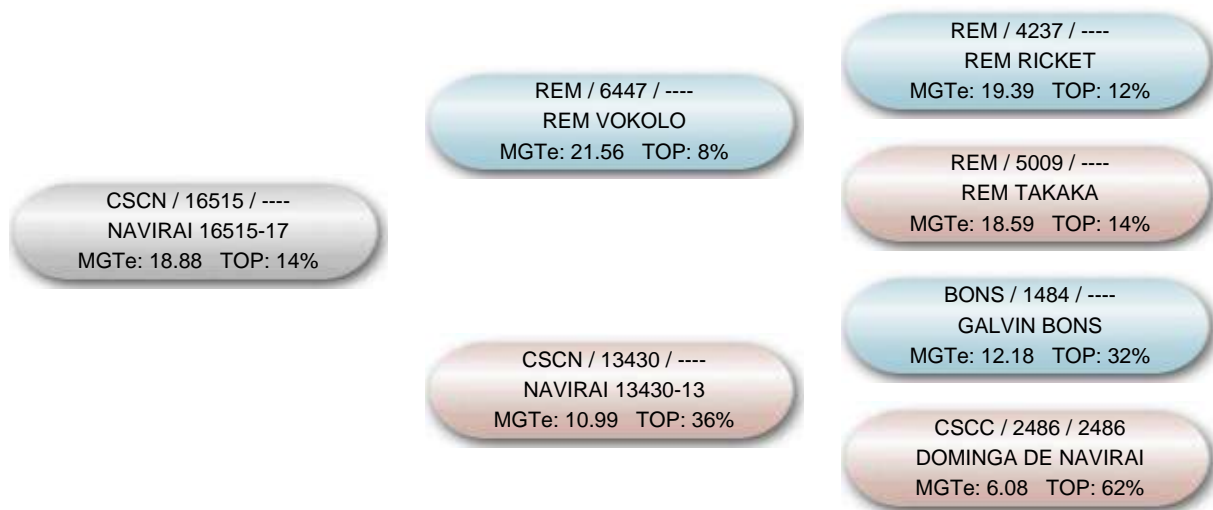 CSCN / 16515 / ----
NAVIRAI 16515-17
MGTe: 18.88 TOP: 14%
REM / 6447 / ----
REM VOKOLO
MGTe: 21.56 TOP: 8%
CSCN / 13430 / ----
NAVIRAI 13430-13
MGTe: 10.99 TOP: 36%
REM / 4237 / ----
REM RICKET
MGTe: 19.39 TOP: 12%
REM / 5009 / ----
REM TAKAKA
MGTe: 18.59 TOP: 14%
BONS / 1484 / ----
GALVIN BONS
MGTe: 12.18 TOP: 32%
CSCC / 2486 / 2486
DOMINGA DE NAVIRAI
MGTe: 6.08 TOP: 62%